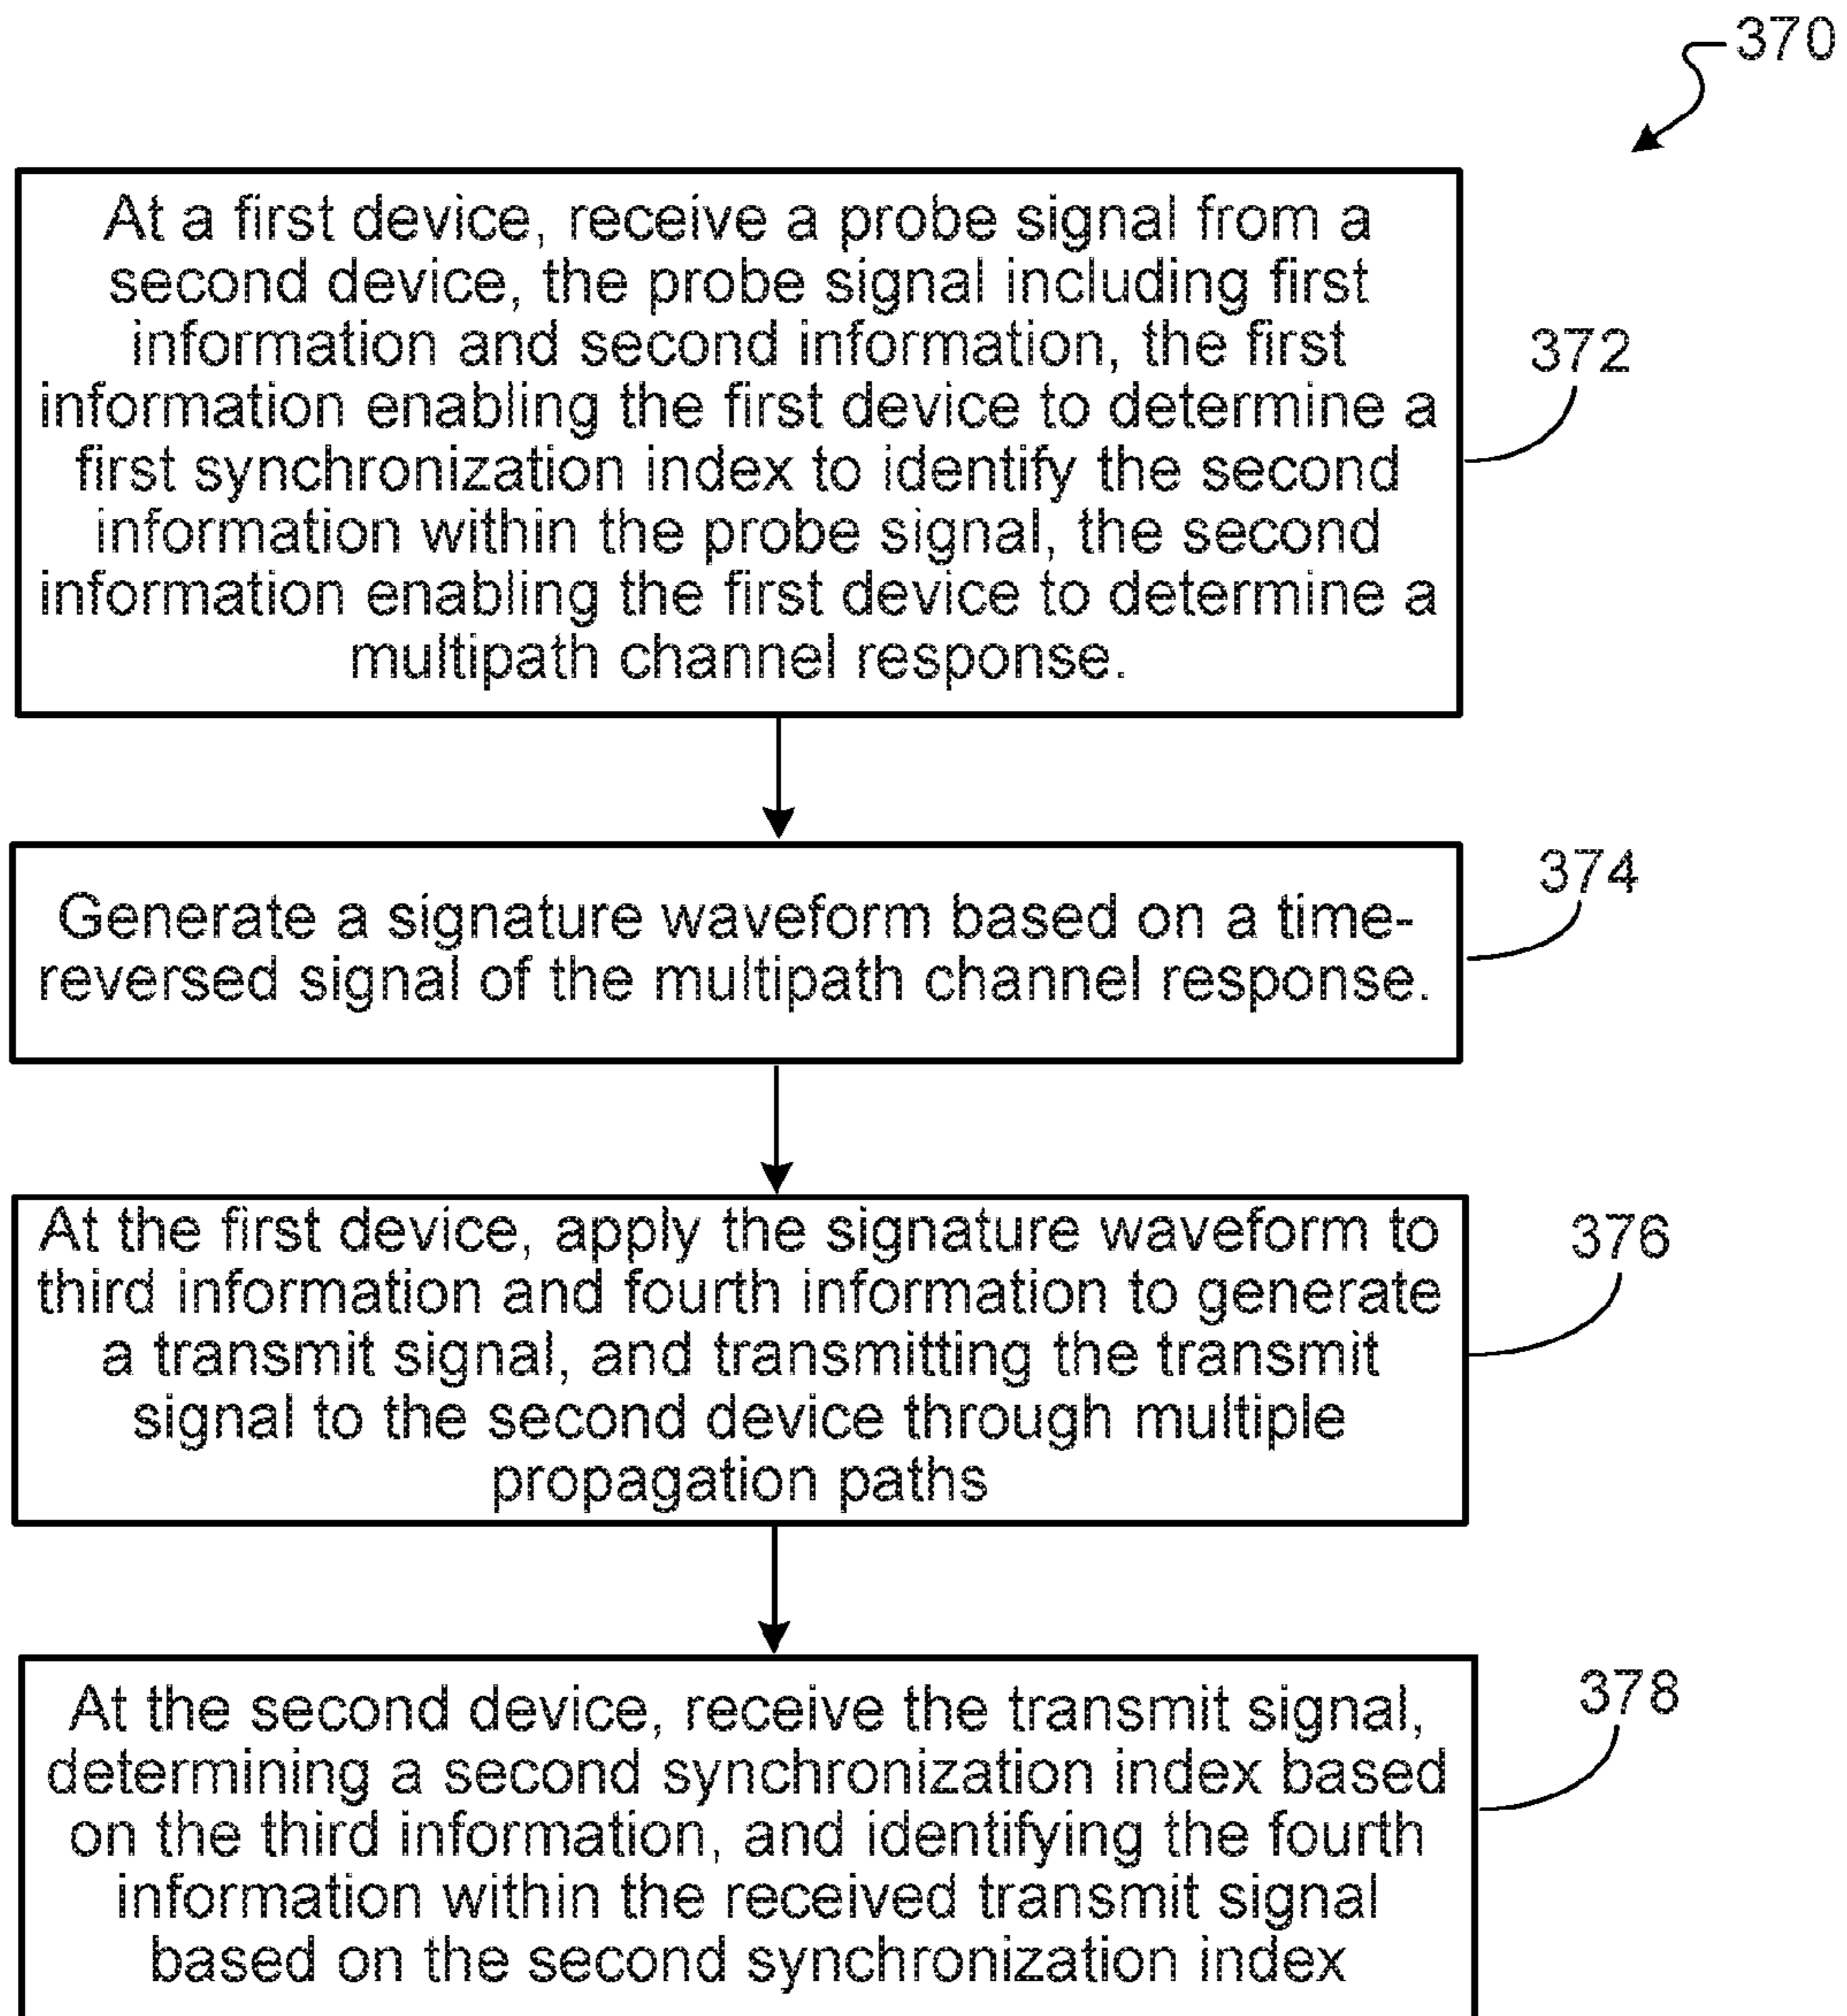 370
At a first device, receive a probe signal from a
second device, the probe signal including first
information and second information, the first
information enabling the first device to determine a
first synchronization index to identify the second
information within the probe signal, the second
information enabling the first device to determine a
multipath channel response.
372
Generate a signature waveform based on a time-
reversed signal of the multipath channel response.
374
At the first device, apply the signature waveform to
third information and fourth information to generate
a transmit signal, and transmitting the transmit
signal to the second device through multiple
propagation paths
376
At the second device, receive the transmit signal,
determining a second synchronization index based
on the third information, and identifying the fourth
information within the received transmit signal
based on the second synchronization index
378